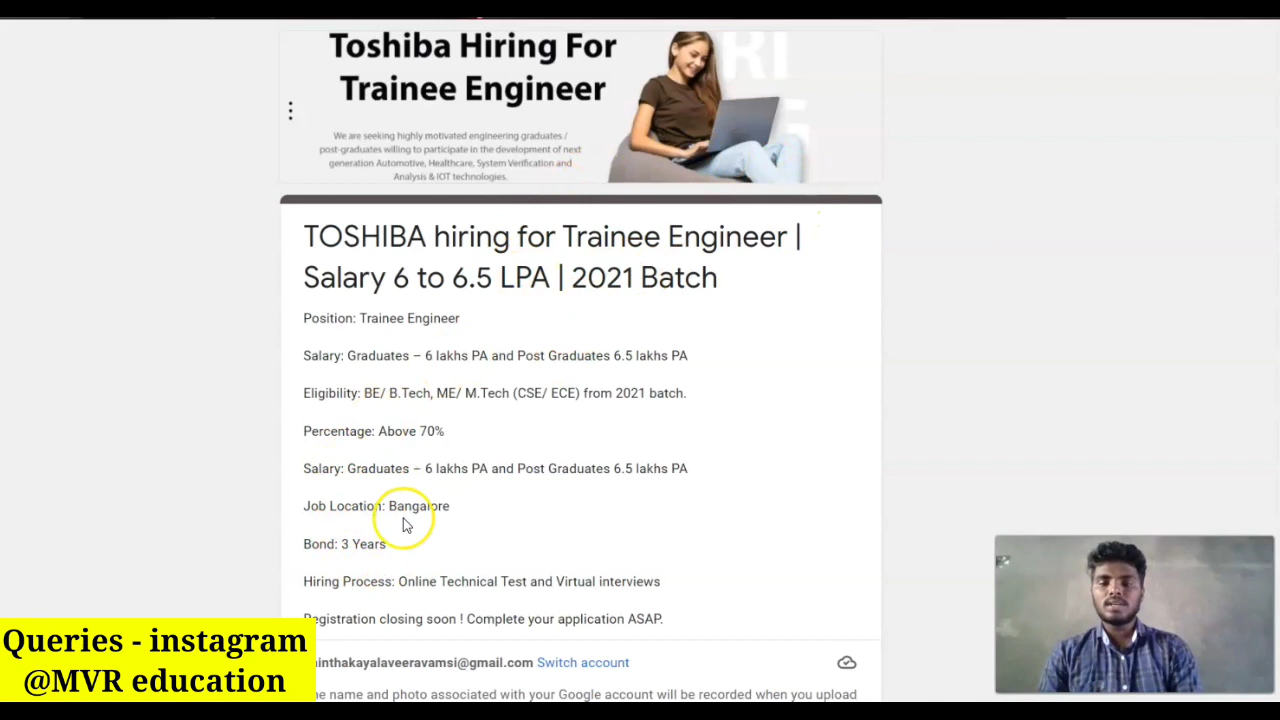 Toshiba Hiring For
Trainee Engineer
We are seeking highly motivated engineering graduates /
post-graduates willing to participate in the development of next
generation Automotive, Healthcare, System Verification and
Analysis & IOT technologies.
TOSHIBA hiring for Trainee Engineer |
Salary 6 to 6.5 LPA | 2021 Batch
Position: Trainee Engineer
Salary: Graduates – 6 lakhs PA and Post Graduates 6.5 lakhs PA
Eligibility: BE/ B.Tech, ME/ M.Tech (CSE/ ECE) from 2021 batch.
Percentage: Above 70%
Salary: Graduates – 6 lakhs PA and Post Graduates 6.5 lakhs PA
Job Location: Bangalore
Bond: 3 Years
Hiring Process: Online Technical Test and Virtual interviews
Registration closing soon ! Complete your application ASAP.
inthakayalaveeravamsi@gmail.com Switch account
name and photo associated with your Google account will be recorded when you upload
Queries - instagram
@MVR education